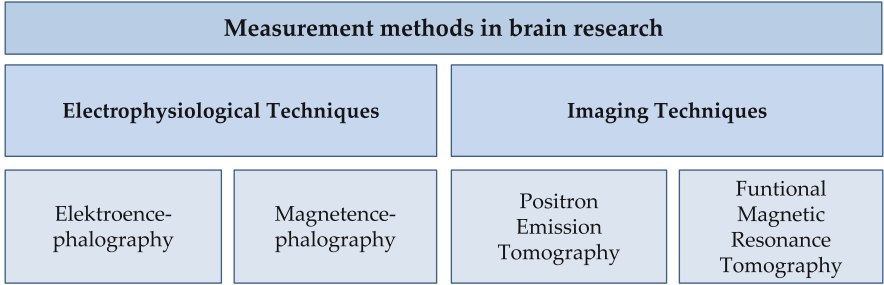 Measurement methods in brain research
Electrophysiological Techniques
Imaging Techniques
Elektroence-
phalography
Magnetence-
phalography
Positron
Emission
Tomography
Funtional
Magnetic
Resonance
Tomography